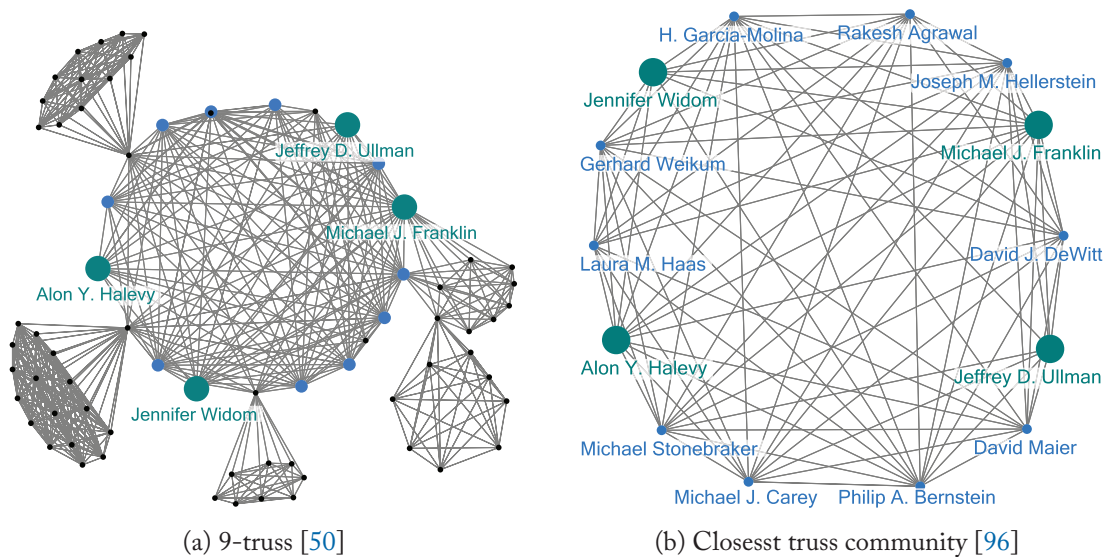 Jeffrey D. Ullman
Michael J. Franklin
Alon Y. Halevy
Jennifer Widom
(a) 9-truss [50]
H. Garcia-Molina
Rakesh Agrawal
Joseph M. Hellerstein
Jennifer Widom
Michael J. Franklin
Gerhard Weikum
David J. DeWitt
Laura M. Haas
Alon Y. Halevy
Jeffrey D. Ullman
Michael Stonebraker
David Maier
Michael J. Carey
Philip A. Bernstein
(b) Closesst truss community [96]